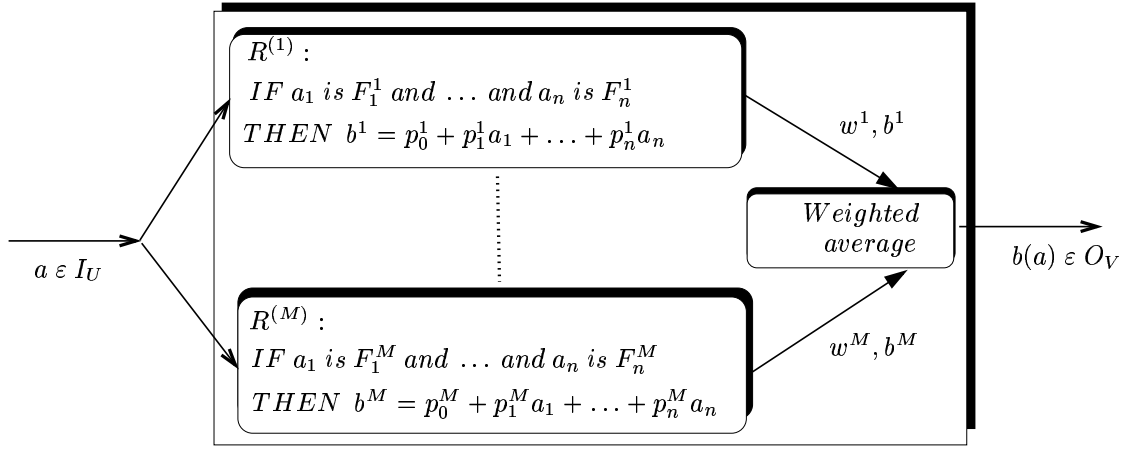 R^(1) :
IF a_1 is F_1^1 and … and a_n is F_n^1
THEN b^1 = p_0^1 + p_1^1 a_1 + … + p_n^1 a_n
w^1, b^1
Weighted
average
a ε I_U
b(a) ε O_V
R^(M) :
IF a_1 is F_1^M and … and a_n is F_n^M
THEN b^M = p_0^M + p_1^M a_1 + … + p_n^M a_n
w^M, b^M